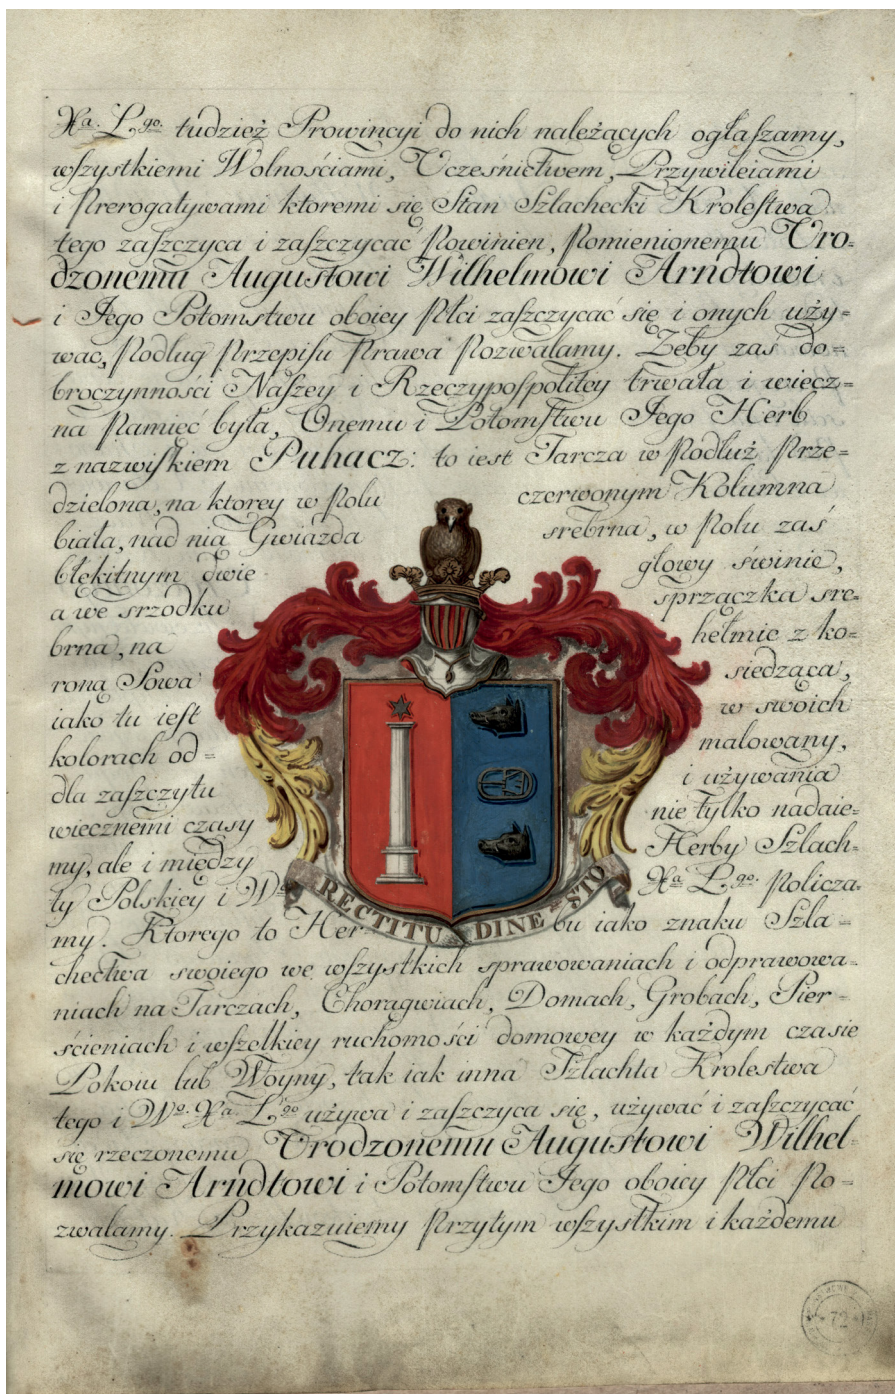 Xa. Lgo. tudzież Prowincyi do nich należących ogłaſzamy,
wſzystkiemi Wolnościami, Uczeſnictwem, Przywileiami
i Prerogatywami ktoremi się Stan Szlachecki Kroleſtwa
tego zaſzczyca i zaſzczycać Powinien, Pomienionemu Uro-
dzonemu Augustowi Wilhelmowi Arndtowi
i Jego Potomstwu oboiey Płci zaſzczycać się i onych uży-
wać, Podług Przepiſu Prawa Pozwalamy. Żeby zaś do-
broczynności Naſzey i Rzeczypoſpolitey trwała i wiecz-
na Pamięć była, Onemu i Potomſtwu Jego Herb
z nazwiſkiem Puhacz: to iest Tarcza w Podłuż Prze-
dzielona, na ktorey w Polu czerwonym Kolumna
biała, nad nią Gwiazda srebrna, w Polu zaś
błękitnym dwie głowy świnie,
a we srzodku sprzączka sre-
brna, na hełmie z ko-
roną Sowa siedząca,
iako tu ieſt w swoich
kolorach od- malowany,
dla zaſzczytu i używania
wiecznemi czasy nie tylko nadaie-
my, ale i między Herby Szlach-
ty Polskiey i Wo. Xa Lgo. Policza-
my. Ktorego to Her bu iako znaku Szla-
RECTITUDINE STO
chectwa swoiego we wſzystkich sprawowaniach i odprawowa-
niach na Tarczach, Chorągwiach, Domach, Grobach, Pier-
ścieniach i wſzelkiey ruchomości domowey w każdym czasie
Pokoiu lub Woyny, tak iak inna Szlachta Krolestwa
tego i Wo. Xa. Lgo używa i zaſzczyca się, używać i zaſzczycać
się rzeczonemu Urodzonemu Augustowi Wilhel-
mowi Arndtowi i Potomſtwu Jego oboiey Płci Po-
zwalamy. Przykazuiemy Przytym wſzystkim i każdemu
72